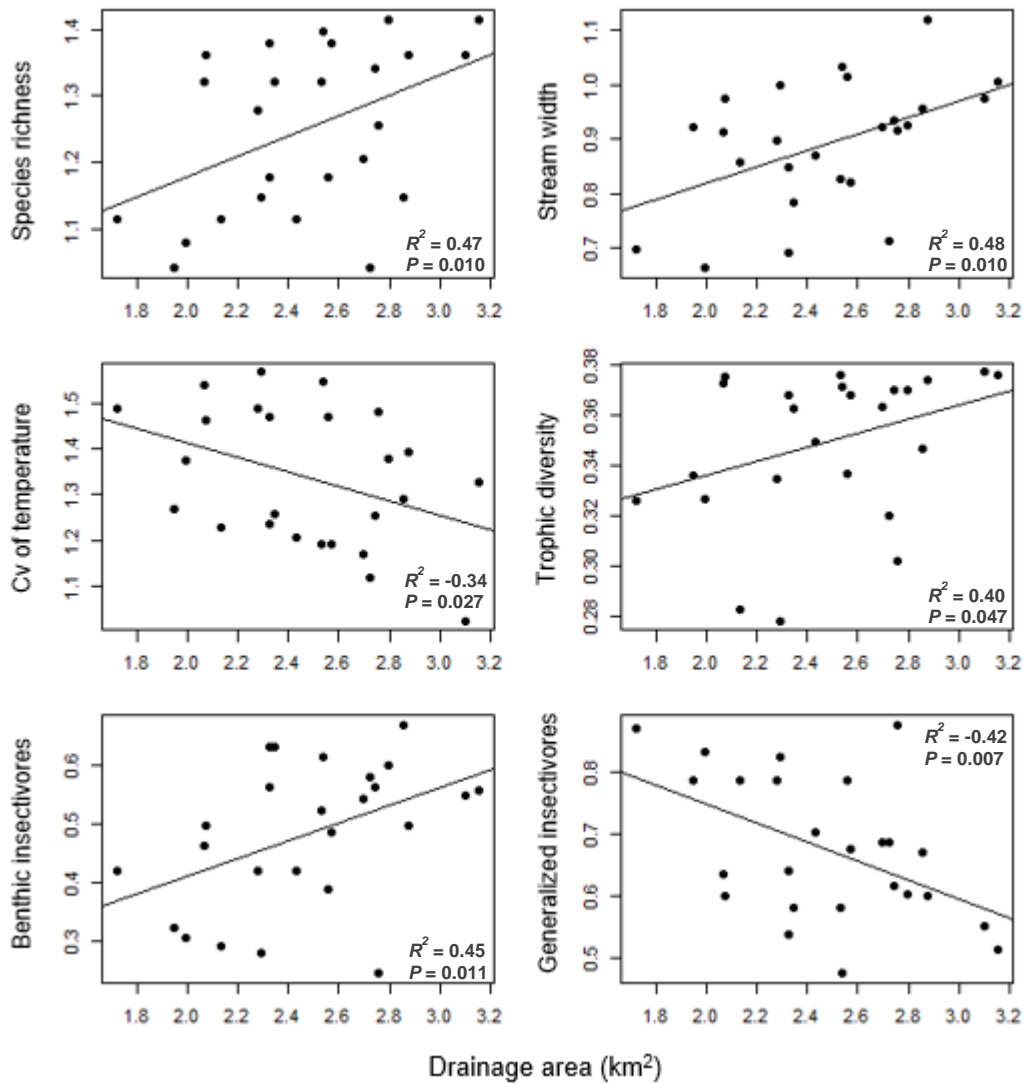 Species richness
1.4
1.3
1.2
1.1
R² = 0.47
P = 0.010
1.8 2.0 2.2 2.4 2.6 2.8 3.0 3.2
Stream width
1.1
1.0
0.9
0.8
0.7
R² = 0.48
P = 0.010
1.8 2.0 2.2 2.4 2.6 2.8 3.0 3.2
Cv of temperature
1.5
1.4
1.3
1.2
1.1
R² = -0.34
P = 0.027
1.8 2.0 2.2 2.4 2.6 2.8 3.0 3.2
Trophic diversity
0.38
0.36
0.34
0.32
0.30
0.28
R² = 0.40
P = 0.047
1.8 2.0 2.2 2.4 2.6 2.8 3.0 3.2
Benthic insectivores
0.6
0.5
0.4
0.3
R² = 0.45
P = 0.011
1.8 2.0 2.2 2.4 2.6 2.8 3.0 3.2
Generalized insectivores
0.8
0.7
0.6
0.5
R² = -0.42
P = 0.007
1.8 2.0 2.2 2.4 2.6 2.8 3.0 3.2
Drainage area (km²)